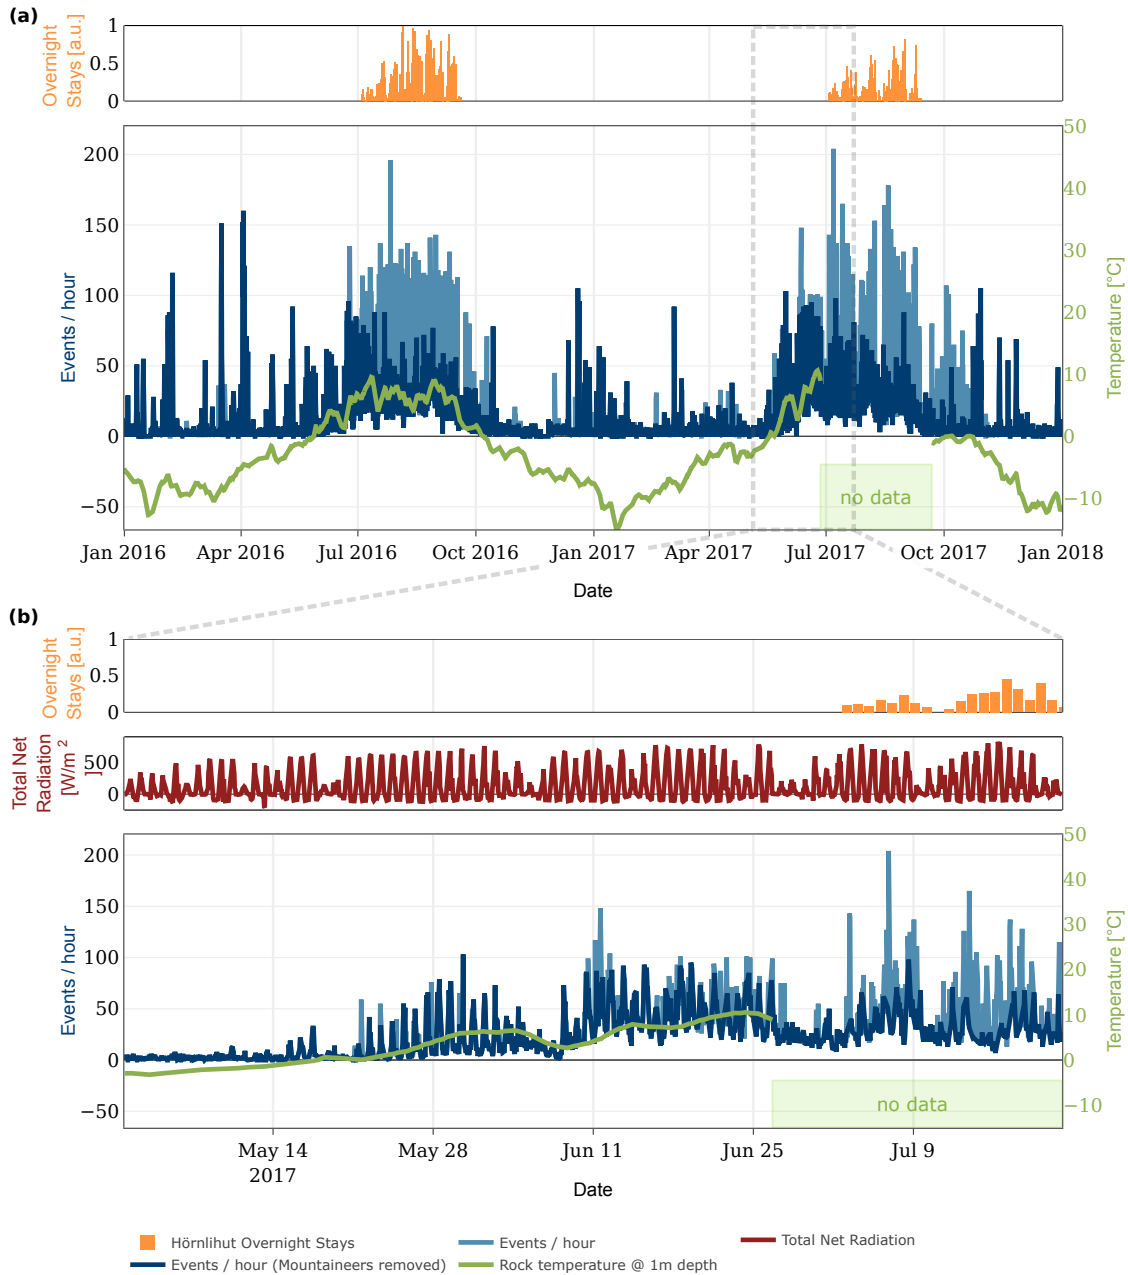 (a)
Overnight
Stays [a.u.]
1
0.5
0
Events / hour
200
150
100
50
0
−50
50
40
30
20
10
0
−10
Temperature [°C]
no data
Jan 2016 Apr 2016 Jul 2016 Oct 2016 Jan 2017 Apr 2017 Jul 2017 Oct 2017 Jan 2018
Date
(b)
Overnight
Stays [a.u.]
1
0.5
0
Total Net
Radiation
[W/m 2
]
500
0
Events / hour
200
150
100
50
0
−50
50
40
30
20
10
0
−10
Temperature [°C]
no data
May 14 May 28 Jun 11 Jun 25 Jul 9
2017
Date
Hörnlihut Overnight Stays Events / hour Total Net Radiation
Events / hour (Mountaineers removed) Rock temperature @ 1m depth